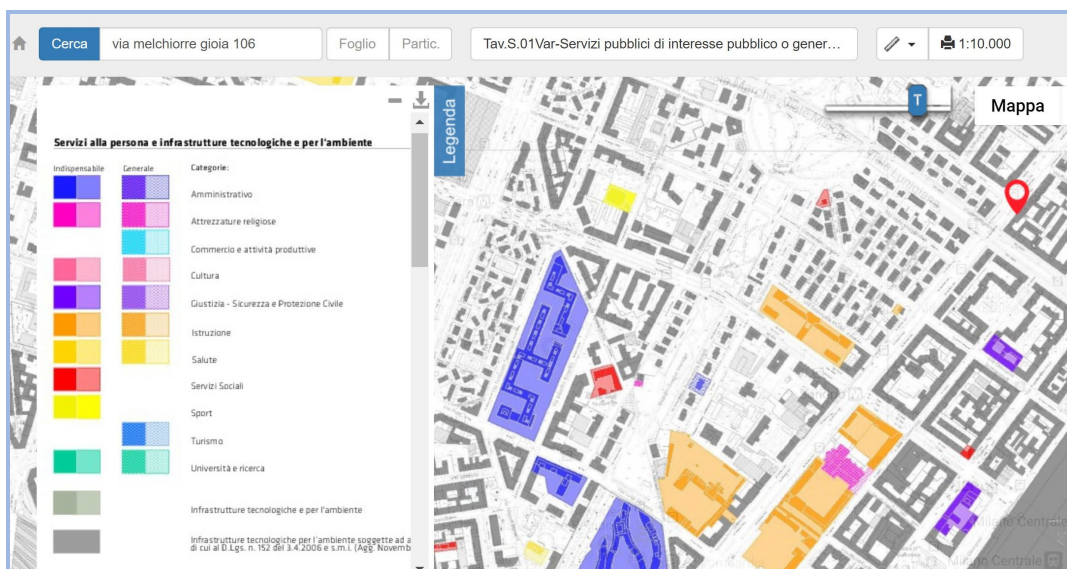 Cerca
via melchiorre gioia 106
Foglio
Partic.
Tav.S.01Var-Servizi pubblici di interesse pubblico o gener...
1:10.000
Legenda
T
Mappa
Servizi alla persona e infrastrutture tecnologiche e per l'ambiente
Indispensabile
Generale
Categorie:
Amministrativo
Attrezzature religiose
Commercio e attività produttive
Cultura
Giustizia - Sicurezza e Protezione Civile
Istruzione
Salute
Servizi Sociali
Sport
Turismo
Università e ricerca
Infrastrutture tecnologiche e per l'ambiente
Infrastrutture tecnologiche e per l'ambiente soggette ad a
di cui al D.Lgs. n. 152 del 3.4.2006 e s.m.i. (Agg. Novemb
Milano Centrale
Milano Centrale